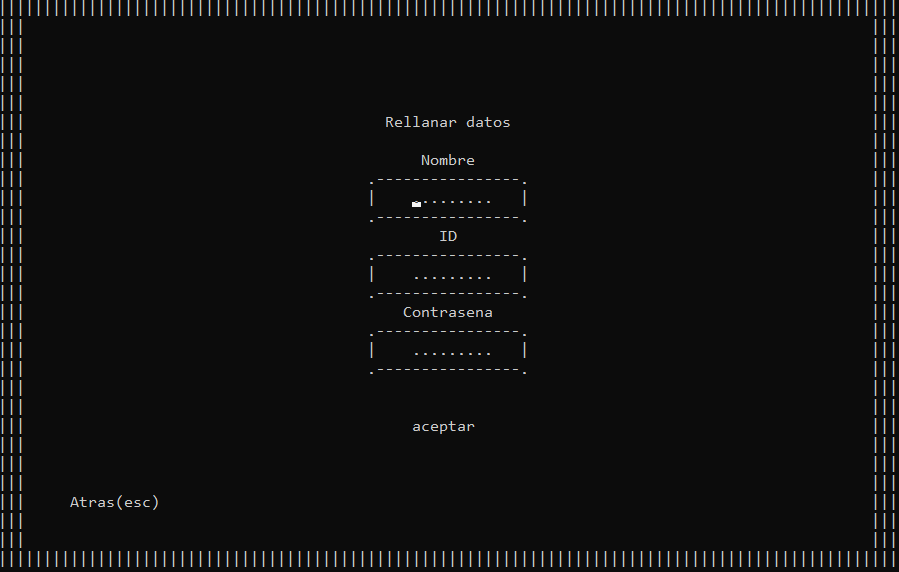 Rellanar datos
Nombre
.........
ID
.........
Contrasena
.........
aceptar
Atras(esc)